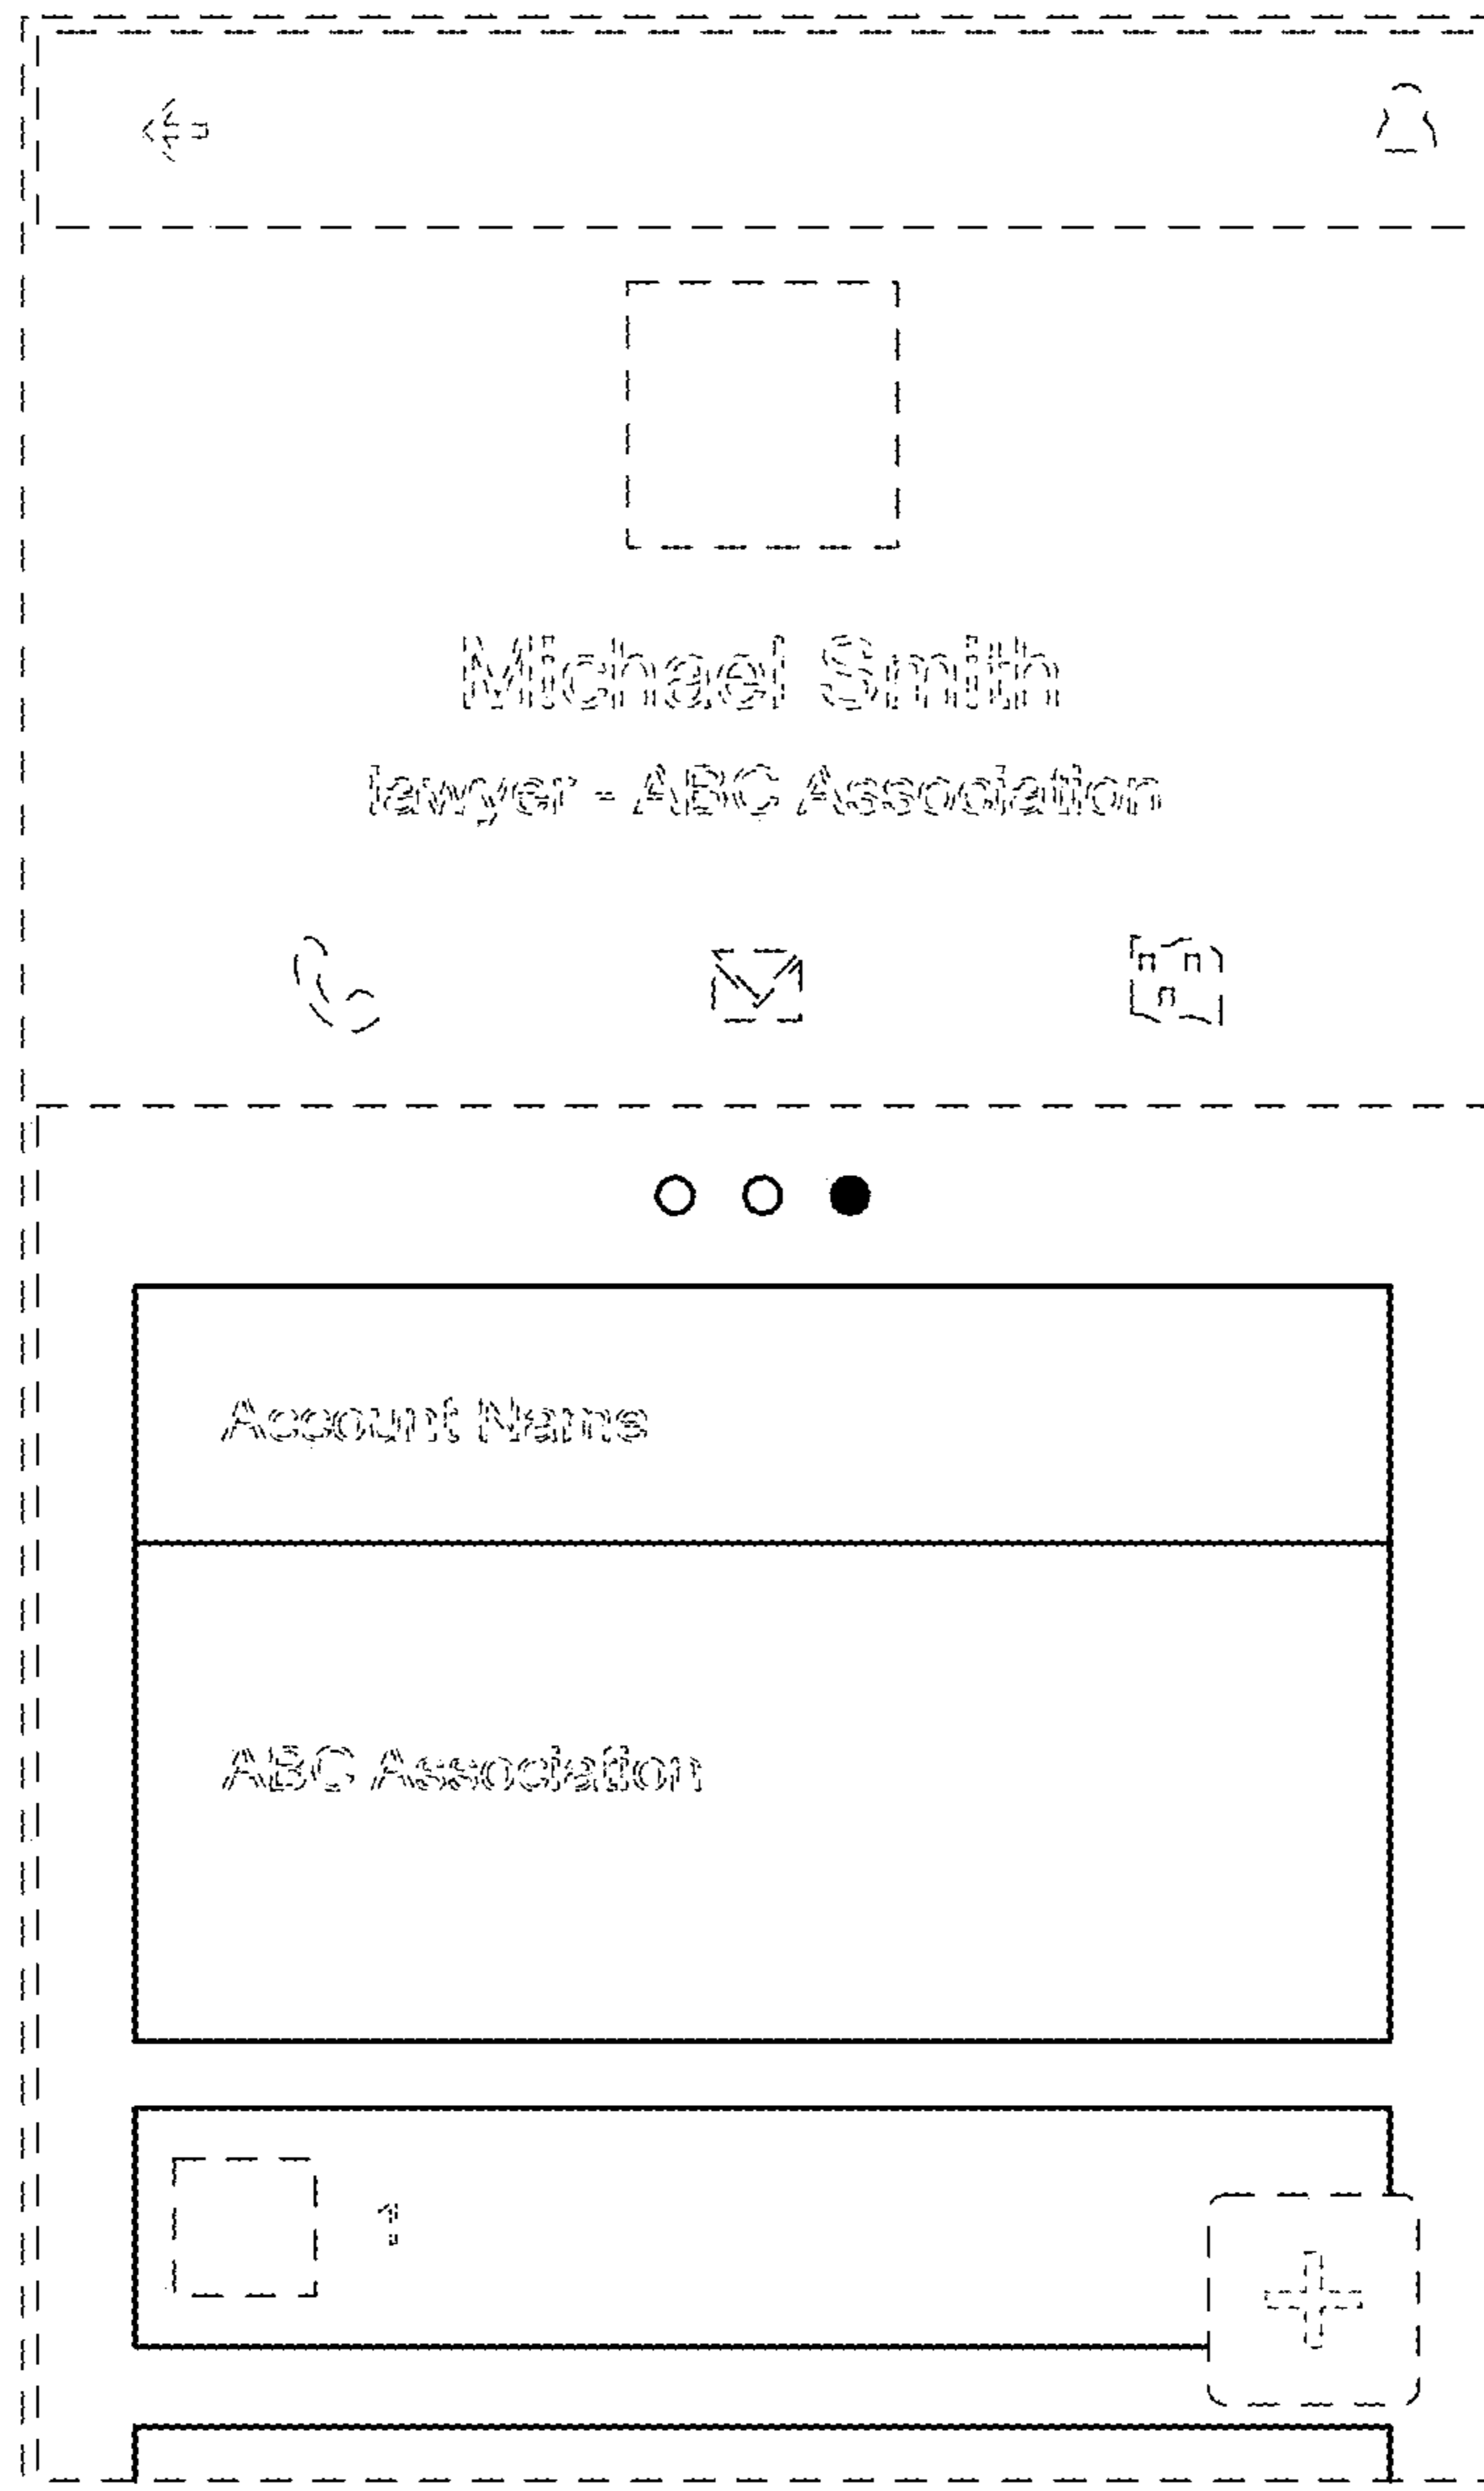 Michael Smith
lawyer - ABC Association
Account Name
ABC Association
1